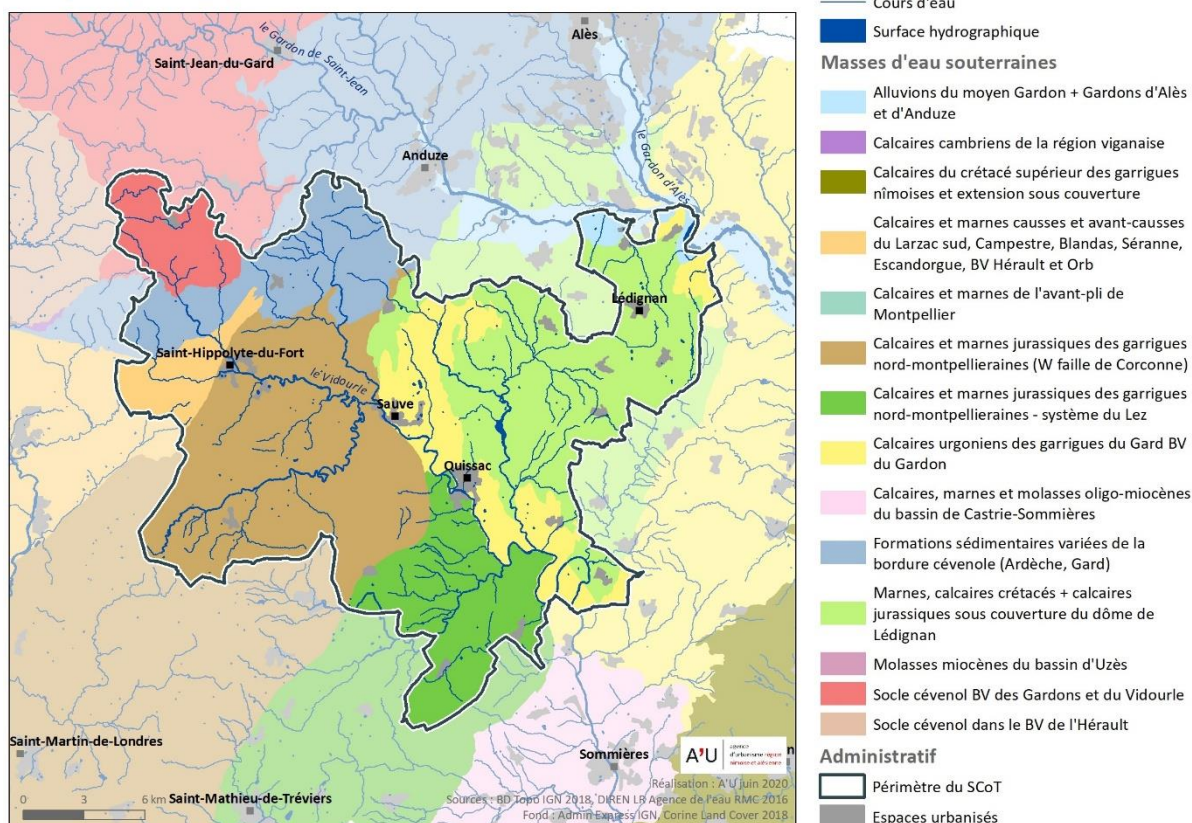 Alès
Saint-Jean-du-Gard
le Gardon de Saint-Jean
Anduze
le Gardon d'Alès
Lédignan
Saint-Hippolyte-du-Fort
le Vidourle
Sauve
Quissac
Saint-Martin-de-Londres
Sommières
A'U
agence
d'urbanisme région
nîmoise et alésienne
n
0 3 6 km
Saint-Mathieu-de-Tréviers
Réalisation : A'U juin 2020
Sources : BD Topo IGN 2018, DIREN LR Agence de l'eau RMC 2016
Fond : Admin Express IGN, Corine Land Cover 2018
Cours d'eau
Surface hydrographique
Masses d'eau souterraines
Alluvions du moyen Gardon + Gardons d'Alès
et d'Anduze
Calcaires cambriens de la région viganaise
Calcaires du crétacé supérieur des garrigues
nîmoises et extension sous couverture
Calcaires et marnes causses et avant-causses
du Larzac sud, Campestre, Blandas, Séranne,
Escandorgue, BV Hérault et Orb
Calcaires et marnes de l'avant-pli de
Montpellier
Calcaires et marnes jurassiques des garrigues
nord-montpellieraines (W faille de Corconne)
Calcaires et marnes jurassiques des garrigues
nord-montpellieraines - système du Lez
Calcaires urgoniens des garrigues du Gard BV
du Gardon
Calcaires, marnes et molasses oligo-miocènes
du bassin de Castrie-Sommières
Formations sédimentaires variées de la
bordure cévenole (Ardèche, Gard)
Marnes, calcaires crétacés + calcaires
jurassiques sous couverture du dôme de
Lédignan
Molasses miocènes du bassin d'Uzès
Socle cévenol BV des Gardons et du Vidourle
Socle cévenol dans le BV de l'Hérault
Administratif
Périmètre du SCoT
Espaces urbanisés